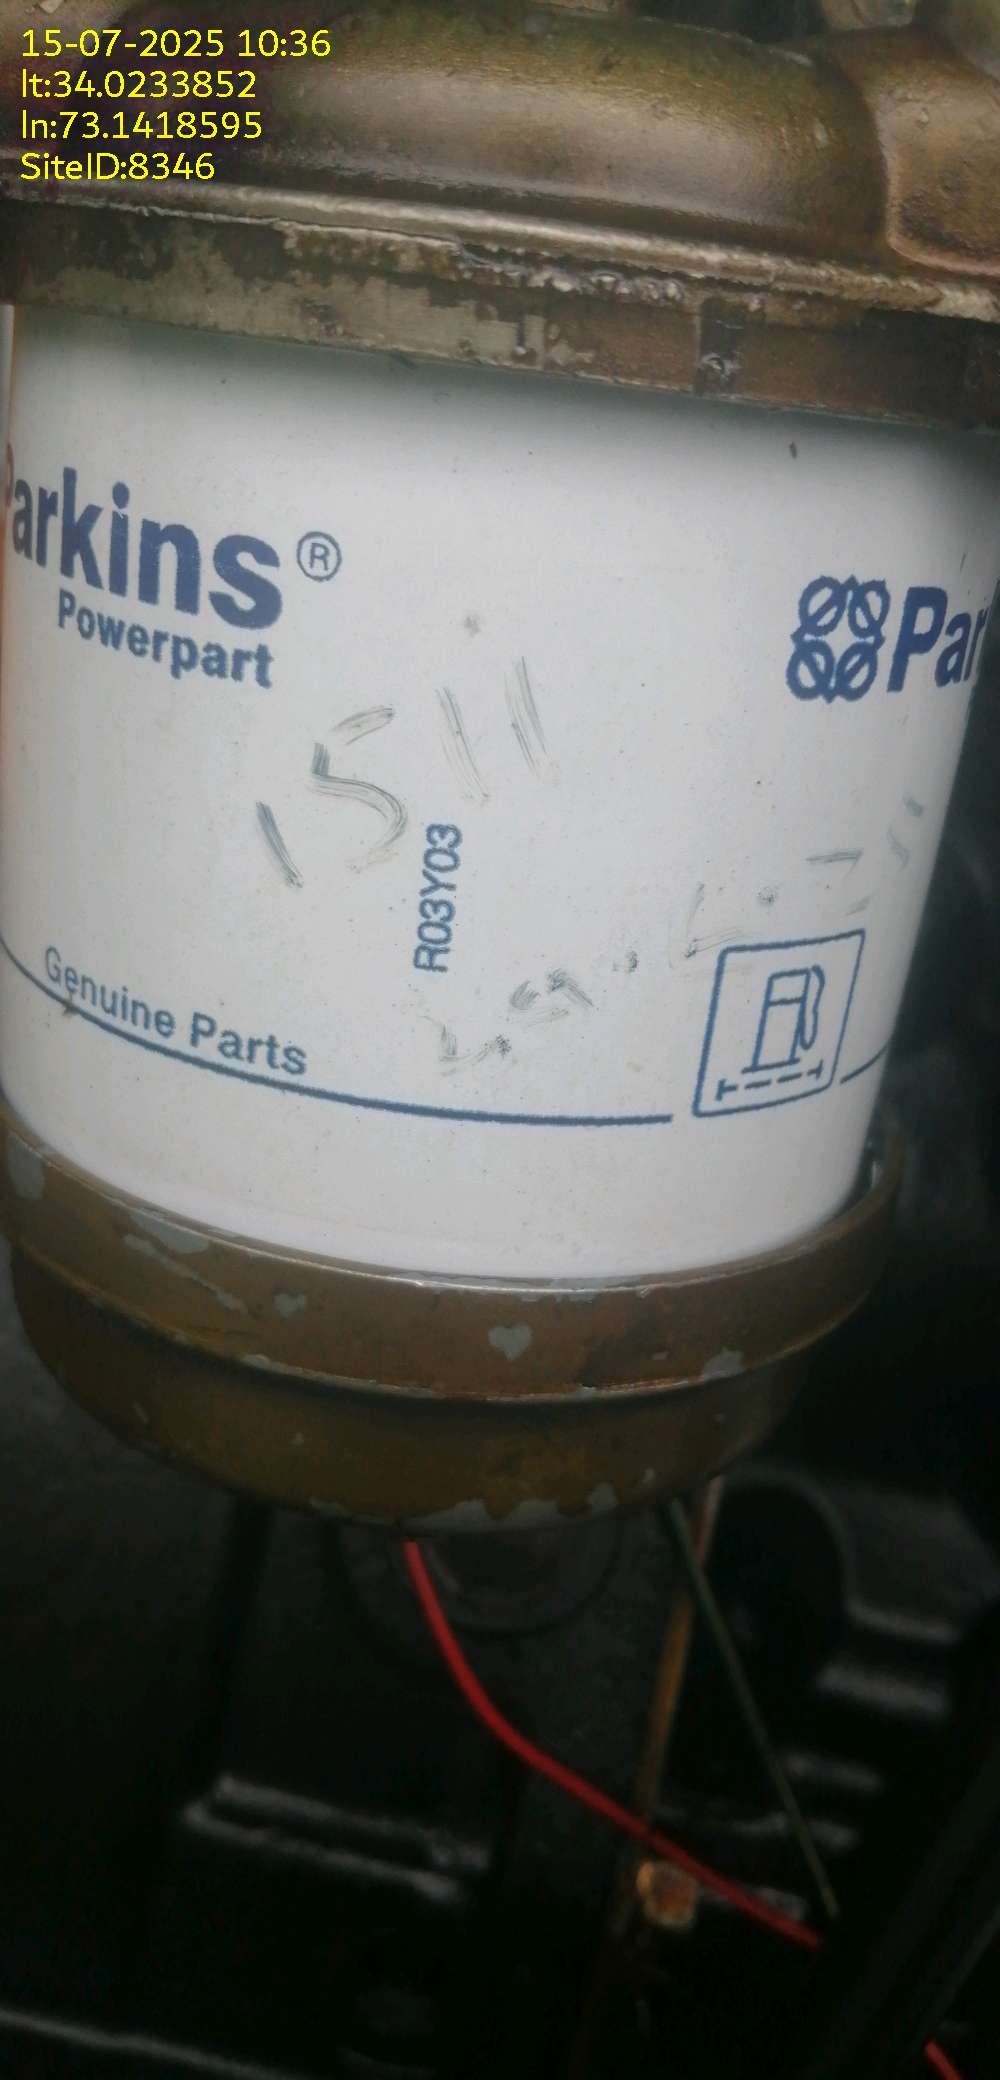 15-07-2025 10:36
lt:34.0233852
ln:73.1418595
SiteID:8346
Parkins®
Powerpart
Par
1511
R03Y03
Genuine Parts